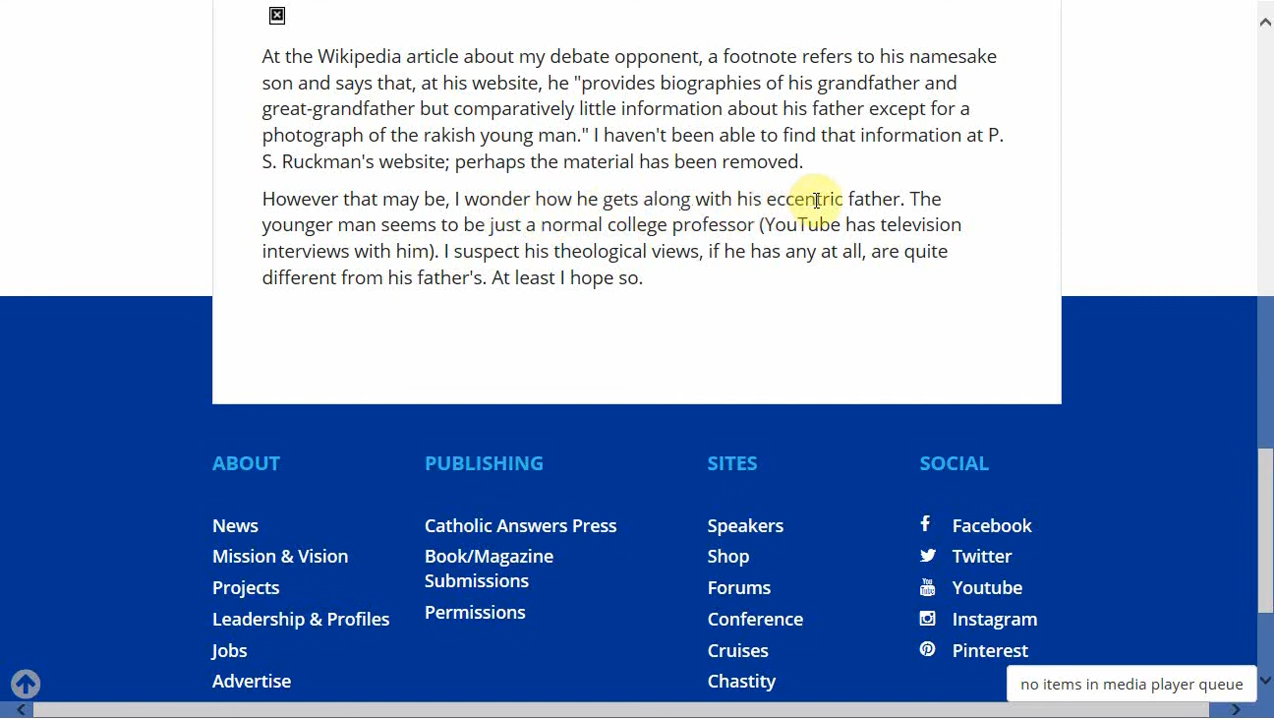 At the Wikipedia article about my debate opponent, a footnote refers to his namesake
son and says that, at his website, he "provides biographies of his grandfather and
great-grandfather but comparatively little information about his father except for a
photograph of the rakish young man." I haven't been able to find that information at P.
S. Ruckman's website; perhaps the material has been removed.
However that may be, I wonder how he gets along with his eccentric father. The
younger man seems to be just a normal college professor (YouTube has television
interviews with him). I suspect his theological views, if he has any at all, are quite
different from his father's. At least I hope so.
ABOUT
News
Mission & Vision
Projects
Leadership & Profiles
Jobs
Advertise
PUBLISHING
Catholic Answers Press
Book/Magazine
Submissions
Permissions
SITES
Speakers
Shop
Forums
Conference
Cruises
Chastity
SOCIAL
Facebook
Twitter
Youtube
Instagram
Pinterest
no items in media player queue